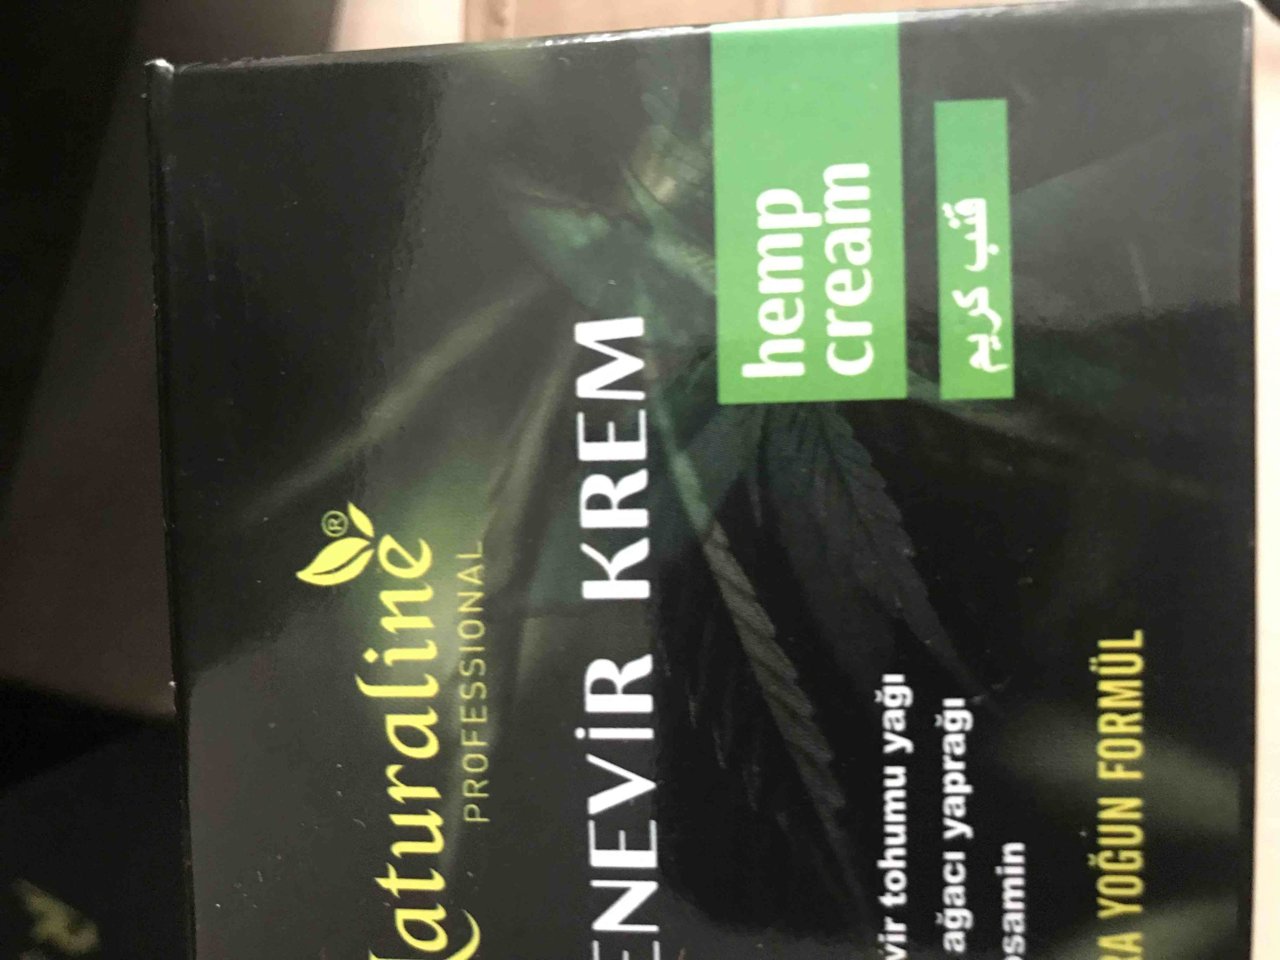 Naturaline®
PROFESSIONAL
ENEVİR KREM
hemp
cream
قنب كريم
vir tohumu yağı
ağacı yaprağı
osamin
RA YOĞUN FORMÜL